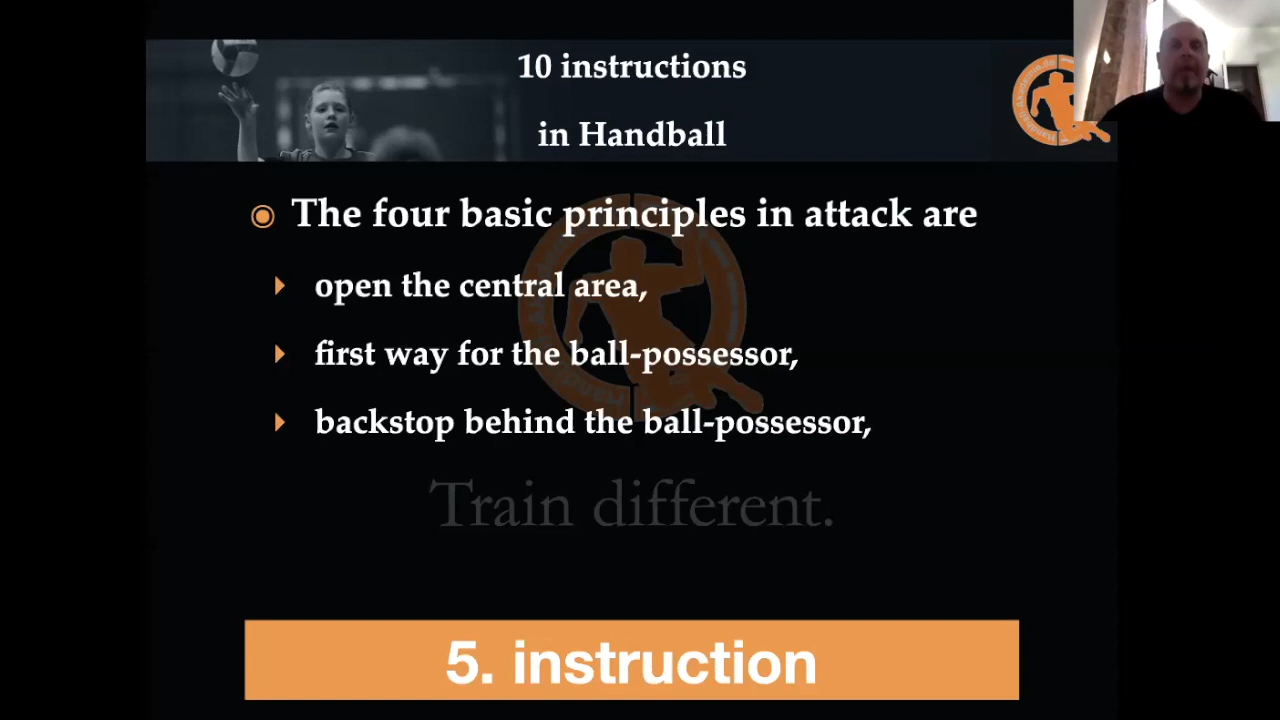 10 instructions
in Handball
The four basic principles in attack are
open the central area,
first way for the ball-possessor,
backstop behind the ball-possessor,
Train different.
5. instruction